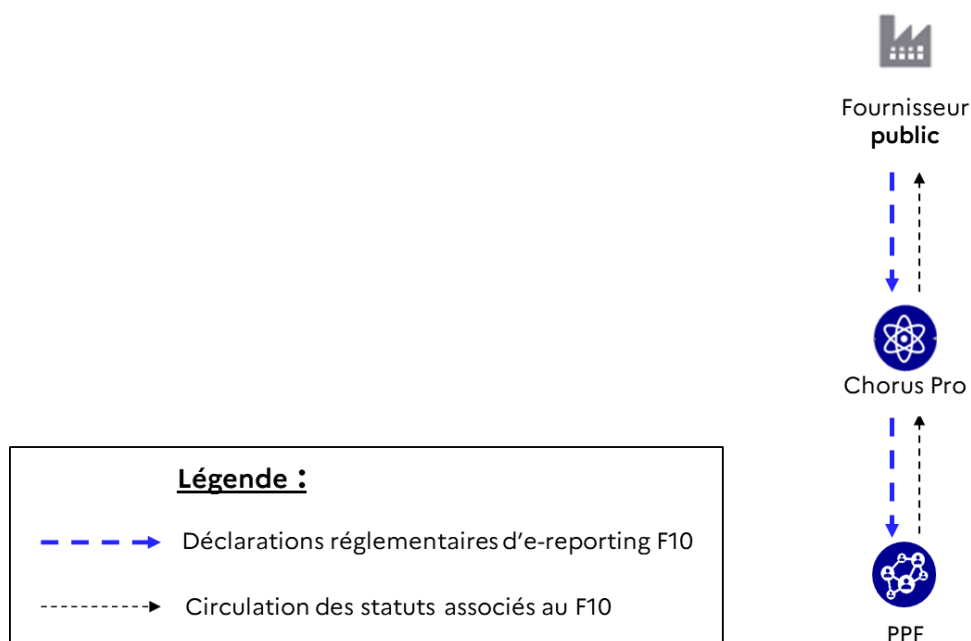 Fournisseur
public
Chorus Pro
Légende :
Déclarations réglementaires d'e-reporting F10
Circulation des statuts associés au F10
PPF